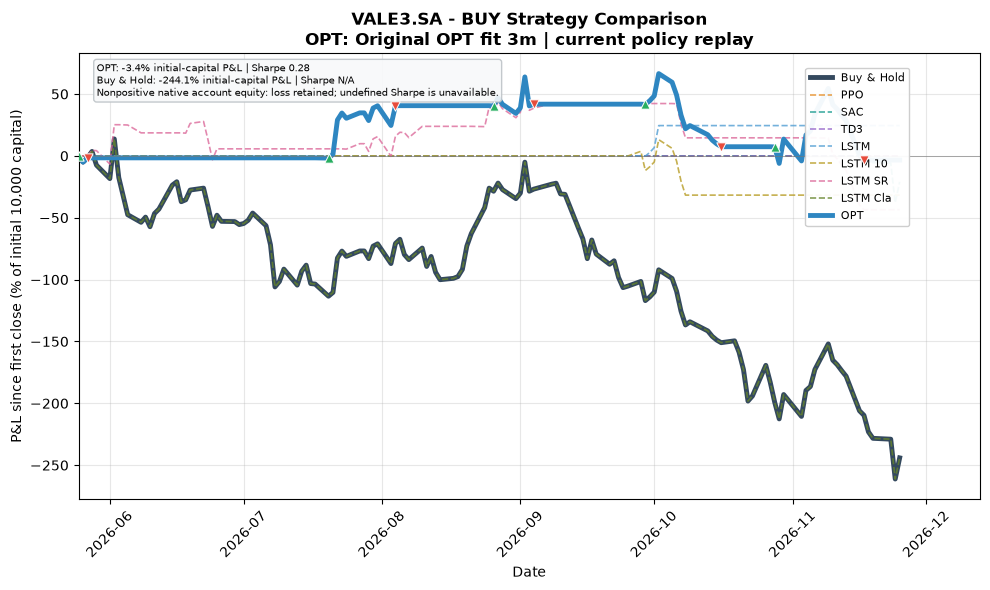 VALE3.SA - BUY Strategy Comparison
OPT: Original OPT fit 3m | current policy replay
OPT: -3.4% initial-capital P&L | Sharpe 0.28
Buy & Hold: -244.1% initial-capital P&L | Sharpe N/A
Nonpositive native account equity: loss retained; undefined Sharpe is unavailable.
Buy & Hold
PPO
SAC
TD3
LSTM
LSTM 10
LSTM SR
LSTM Cla
OPT
P&L since first close (% of initial 10,000 capital)
50
0
−50
−100
−150
−200
−250
2026-06
2026-07
2026-08
2026-09
2026-10
2026-11
2026-12
Date